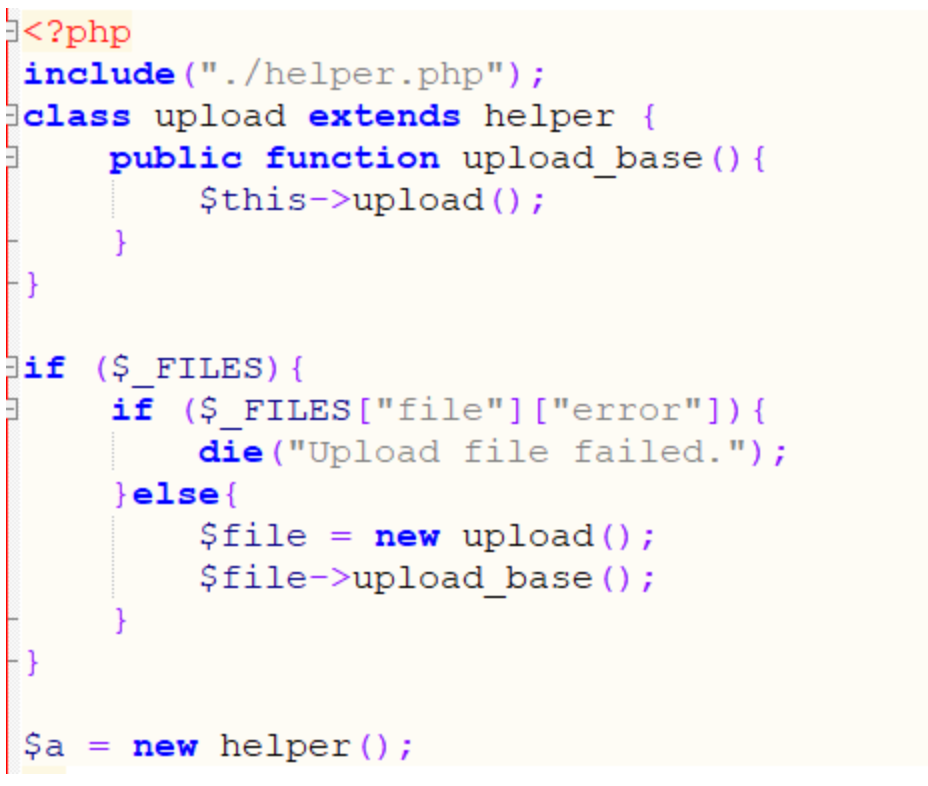 <?php
include("./helper.php");
class upload extends helper {
public function upload_base(){
$this->upload();
}
}
if ($_FILES){
if ($_FILES["file"]["error"]){
die("Upload file failed.");
}else{
$file = new upload();
$file->upload_base();
}
}
$a = new helper();